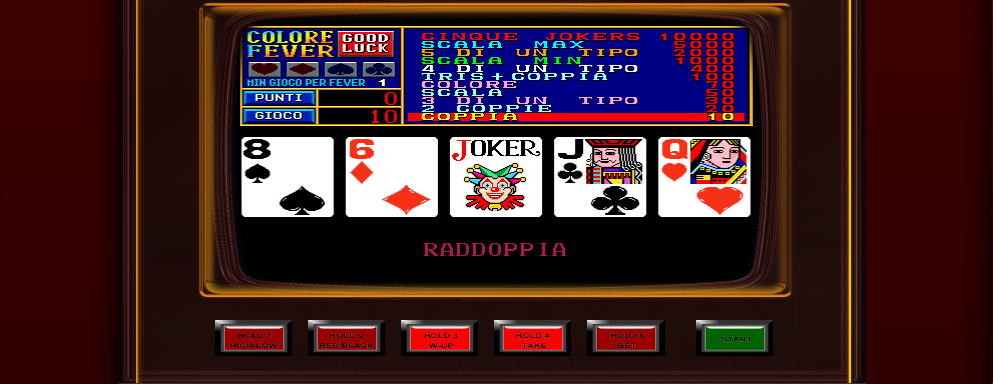 COLORE
FEVER
GOOD
LUCK
MIN GIOCO PER FEVER 1
PUNTI 0
GIOCO 10
CINQUE JOKERS 10000
SCALA MAX 5000
5 DI UN TIPO 2000
SCALA MIN 1000
4 DI UN TIPO 400
TRIS+COPPIA 100
COLORE 70
SCALA 50
3 DI UN TIPO 30
2 COPPIE 20
COPPIA 10
8
6
JOKER
J
Q
RADDOPPIA
HOLD 1
HIGH/LOW
HOLD 2
RED/BLACK
HOLD 3
W-UP
HOLD 4
TAKE
HOLD 5
BET
START